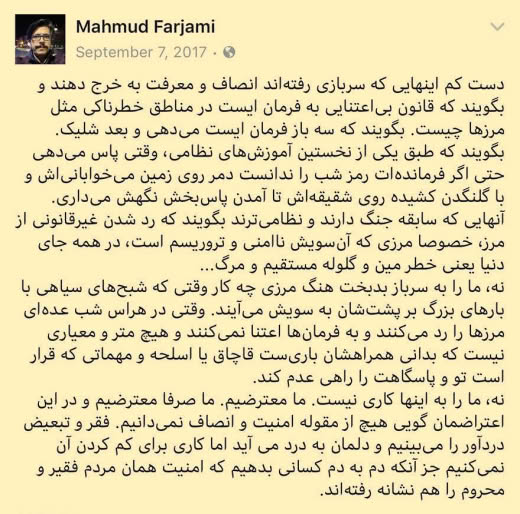 Mahmud Farjami
September 7, 2017
دست کم اینهایی که سربازی رفته‌اند انصاف و معرفت به خرج دهند و
بگویند که قانون بی‌اعتنایی به فرمان ایست در مناطق خطرناکی مثل
مرزها چیست. بگویند که سه باز فرمان ایست می‌دهی و بعد شلیک.
بگویند که طبق یکی از نخستین آموزش‌های نظامی، وقتی پاس می‌دهی
حتی اگر فرمانده‌ات رمز شب را ندانست دمر روی زمین می‌خوابانی‌اش و
با گلنگدن کشیده روی شقیقه‌اش تا آمدن پاس‌بخش نگهش می‌داری.
آنهایی که سابقه جنگ دارند و نظامی‌ترند بگویند که رد شدن غیرقانونی از
مرز، خصوصا مرزی که آن‌سویش ناامنی و تروریسم است، در همه جای
دنیا یعنی خطر مین و گلوله مستقیم و مرگ...
نه، ما را به سرباز بدبخت هنگ مرزی چه کار وقتی که شبح‌های سیاهی با
بارهای بزرگ بر پشت‌شان به سویش می‌آیند. وقتی در هراس شب عده‌ای
مرزها را رد می‌کنند و به فرمان‌ها اعتنا نمی‌کنند و هیچ متر و معیاری
نیست که بدانی همراهشان باری‌ست قاچاق یا اسلحه و مهماتی که قرار
است تو و پاسگاهت را راهی عدم کند.
نه، ما را به اینها کاری نیست. ما معترضیم. ما صرفا معترضیم و در این
اعتراضمان گویی هیچ از مقوله امنیت و انصاف نمی‌دانیم. فقر و تبعیض
دردآور را می‌بینیم و دلمان به درد می آید اما کاری برای کم کردن آن
نمی‌کنیم جز آنکه دم به دم کسانی بدهیم که امنیت همان مردم فقیر و
محروم را هم نشانه رفته‌اند.